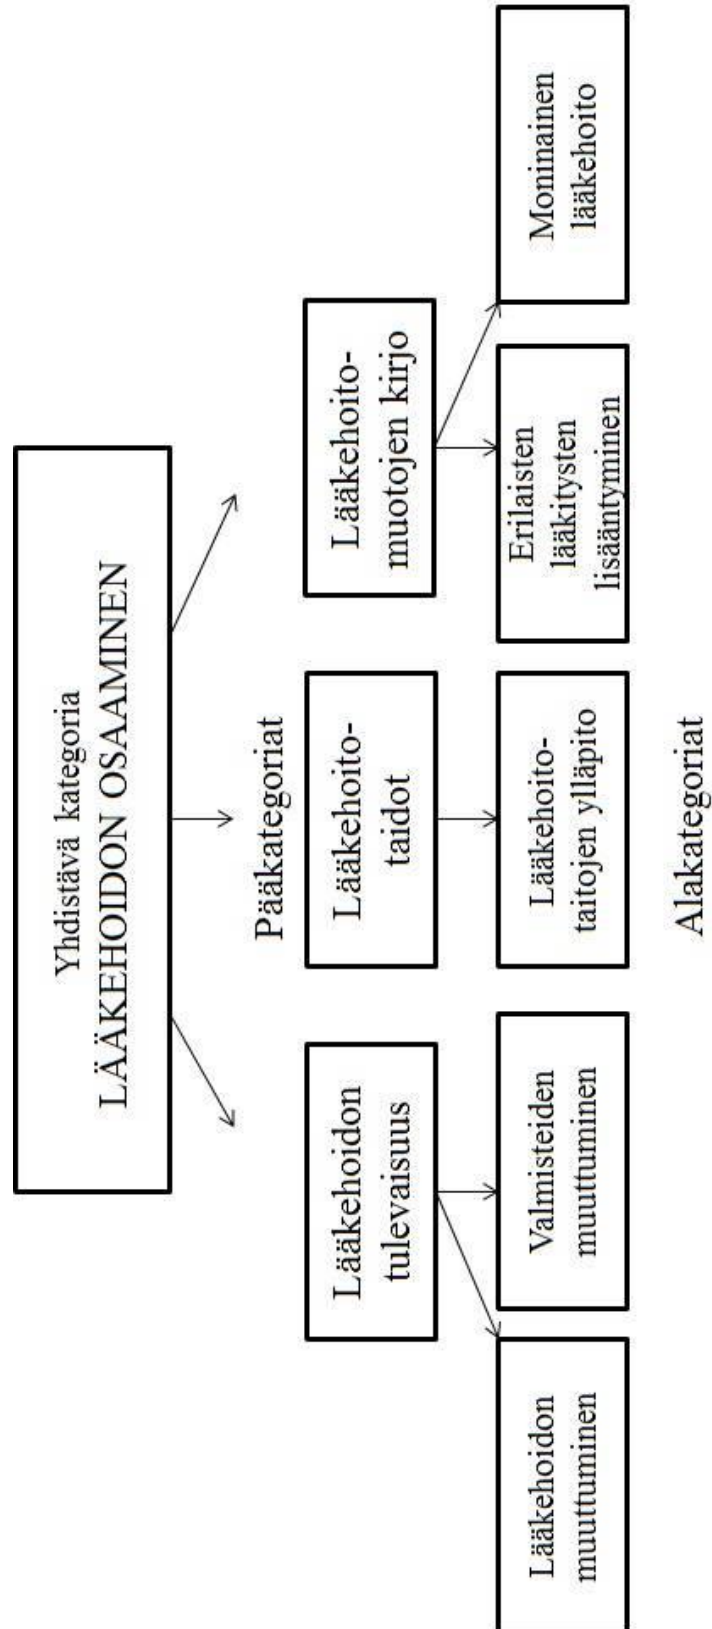 Yhdistävä kategoria
LÄÄKEHOIDON OSAAMINEN
Pääkategoriat
Lääkehoidon
tulevaisuus
Lääkehoito-
taidot
Lääkehoito-
muotojen kirjo
Lääkehoidon
muuttuminen
Valmisteiden
muuttuminen
Lääkehoito-
taitojen ylläpito
Erilaisten
lääkitysten
lisääntyminen
Moninainen
lääkehoito
Alakategoriat